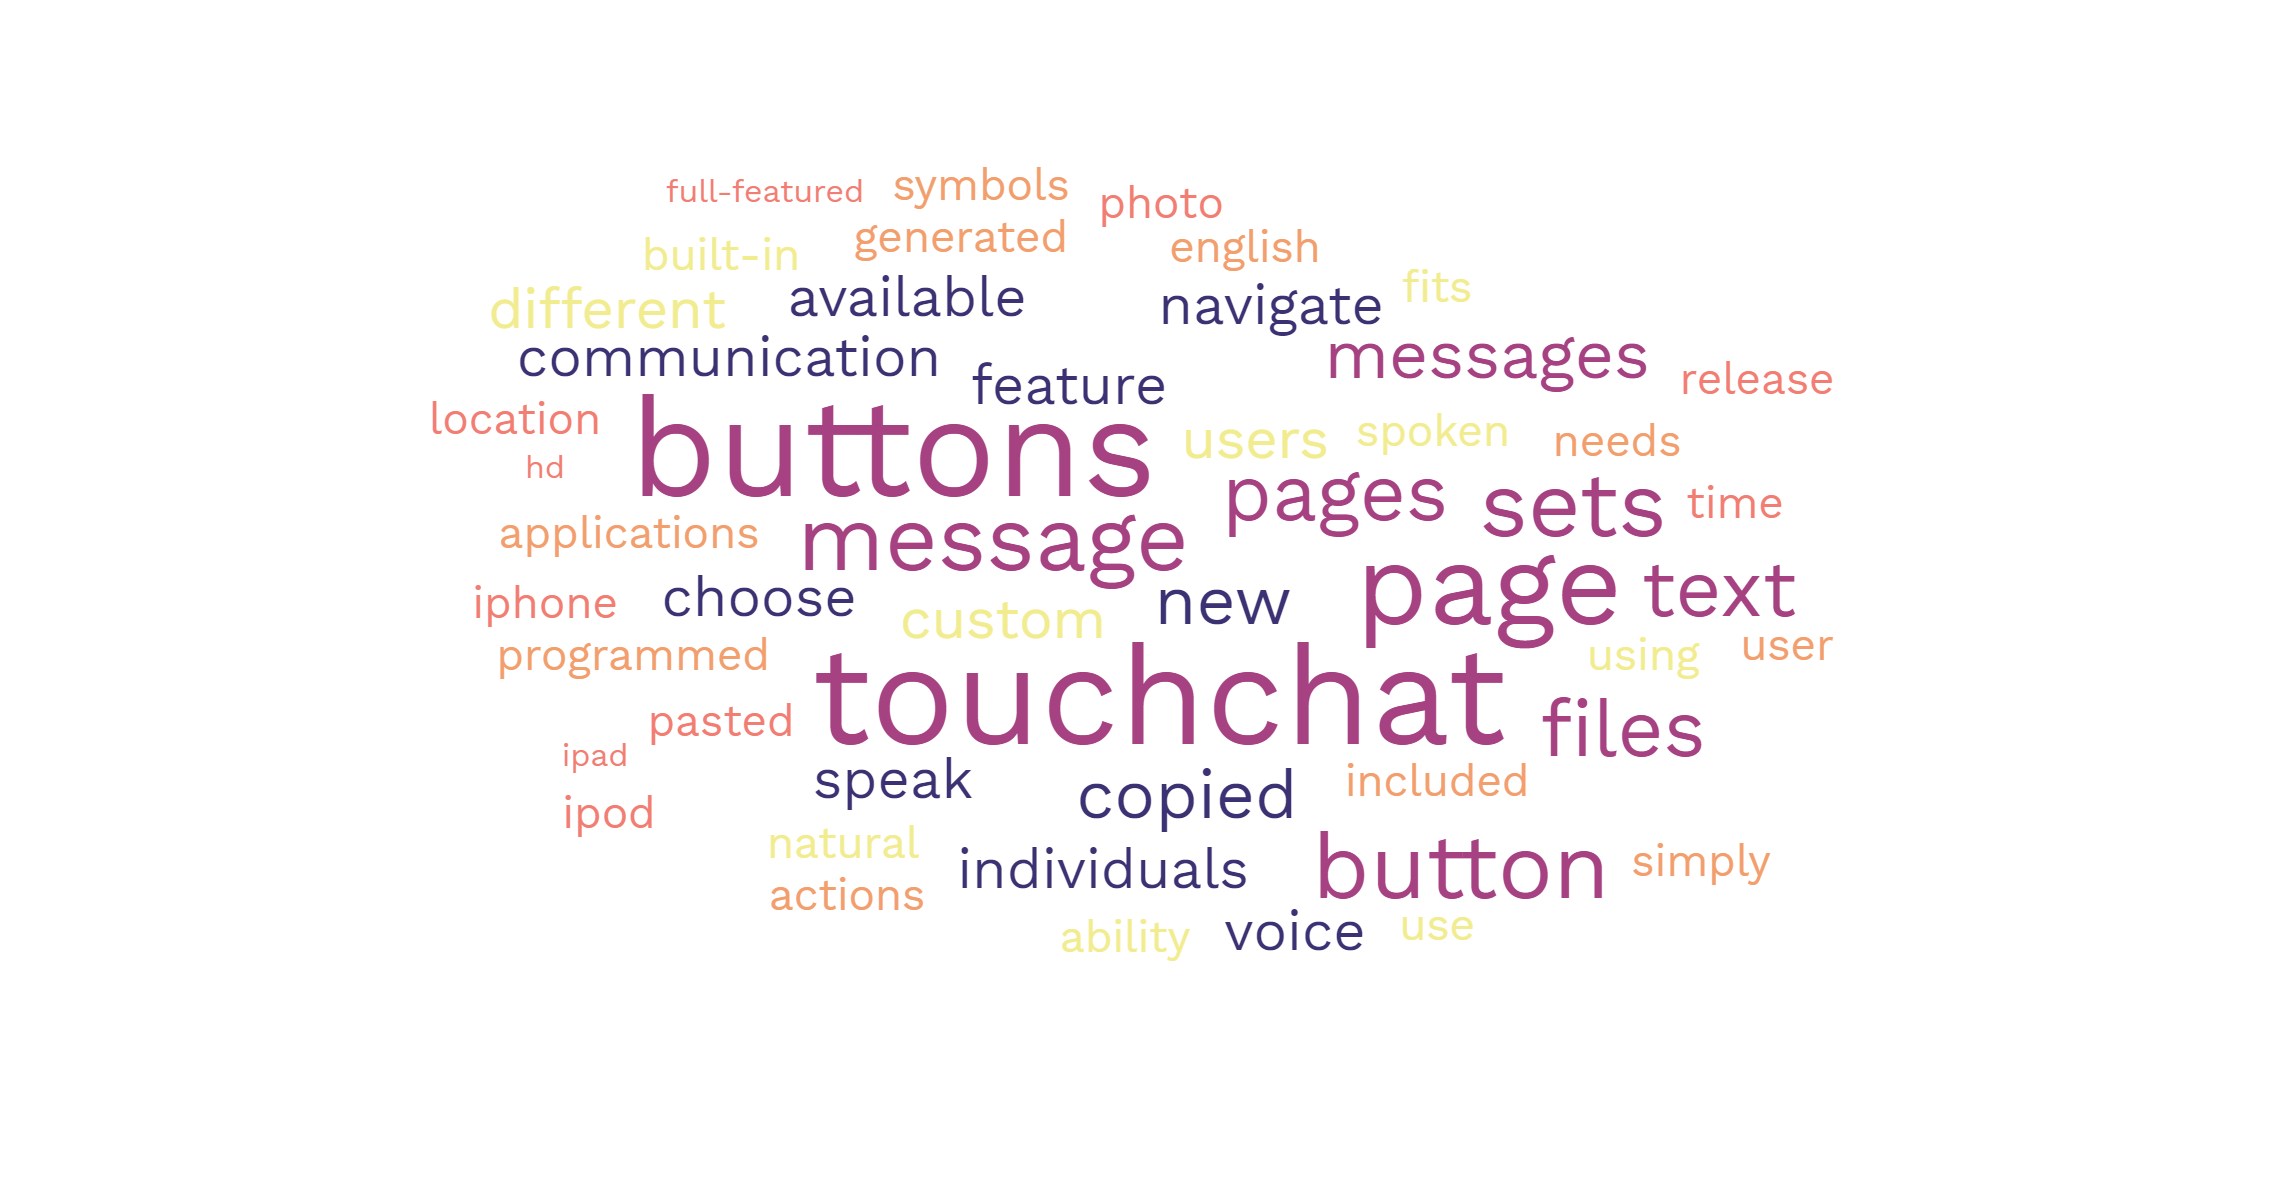 full-featured symbols photo
built-in generated english
different available navigate fits
communication feature messages release
location buttons users spoken needs
hd pages sets time
applications message page text
iphone choose custom new
programmed touchchat using user
pasted files
ipad speak copied included
ipod
natural individuals button simply
actions ability voice use